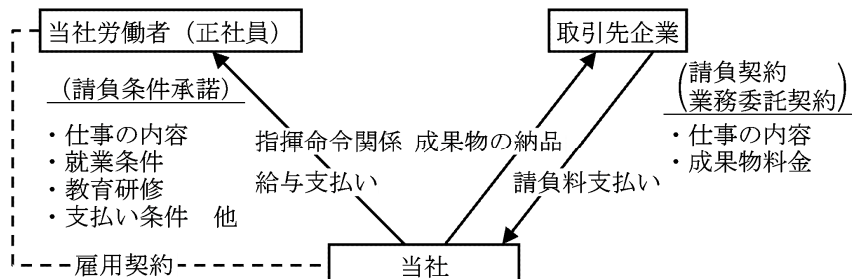 当社労働者（正社員）
取引先企業
（請負条件承諾）
・仕事の内容
・就業条件
・教育研修
・支払い条件　他
指揮命令関係
給与支払い
成果物の納品
請負料支払い
（請負契約
業務委託契約）
・仕事の内容
・成果物料金
雇用契約
当社